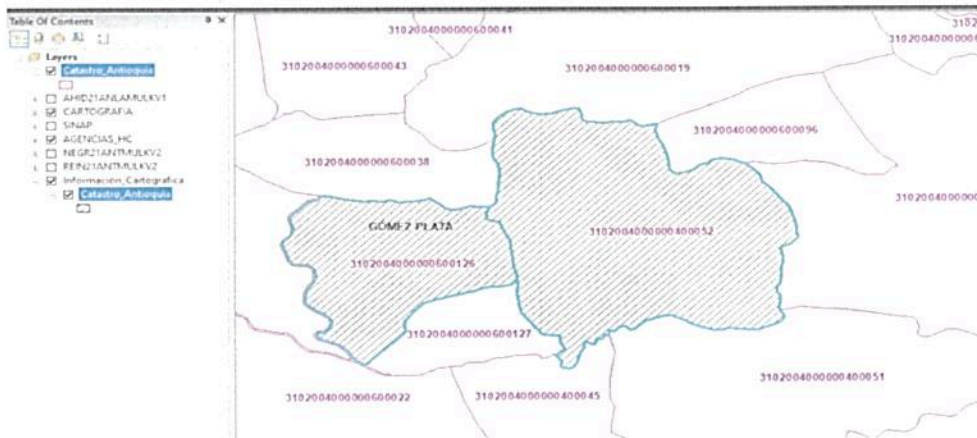 Table Of Contents
Layers
Catastro_Antioquia
AHID21ANLAMULKV1
CARTOGRAFIA
SINAP
AGENCIAS_HC
NEGR21ANTMULKV2
REIN21ANTMULKV2
Información_Cartografica
Catastro_Antioquia
3102004000000600041
3102004000000600043
3102004000000600019
3102004000000600096
3102004000000600038
GÓMEZ PLATA
3102004000000400052
3102004000000600126
3102004000000600127
3102004000000400051
3102004000000600022
3102004000000400045